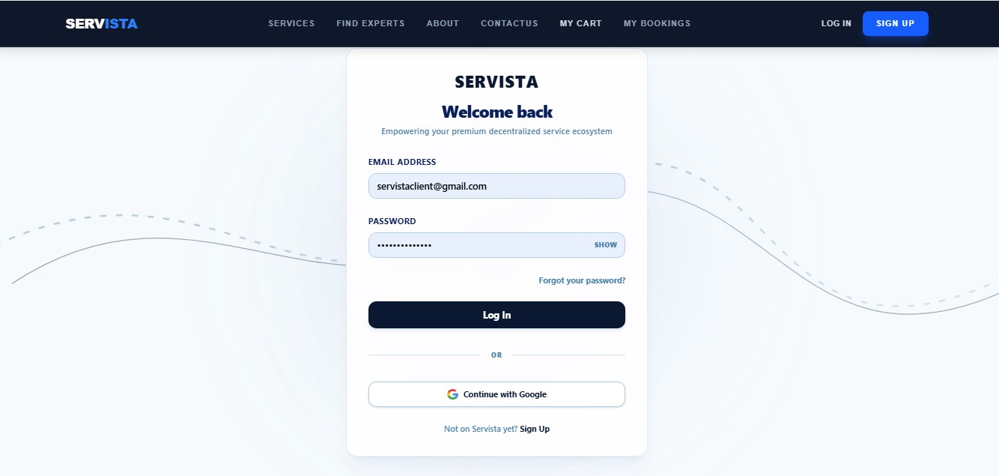 SERVISTA SERVICES FIND EXPERTS ABOUT CONTACTUS MY CART MY BOOKINGS LOG IN SIGN UP
SERVISTA
Welcome back
Empowering your premium decentralized service ecosystem
EMAIL ADDRESS
servistaclient@gmail.com
PASSWORD
•••••••••••••• SHOW
Forgot your password?
Log In
OR
Continue with Google
Not on Servista yet? Sign Up